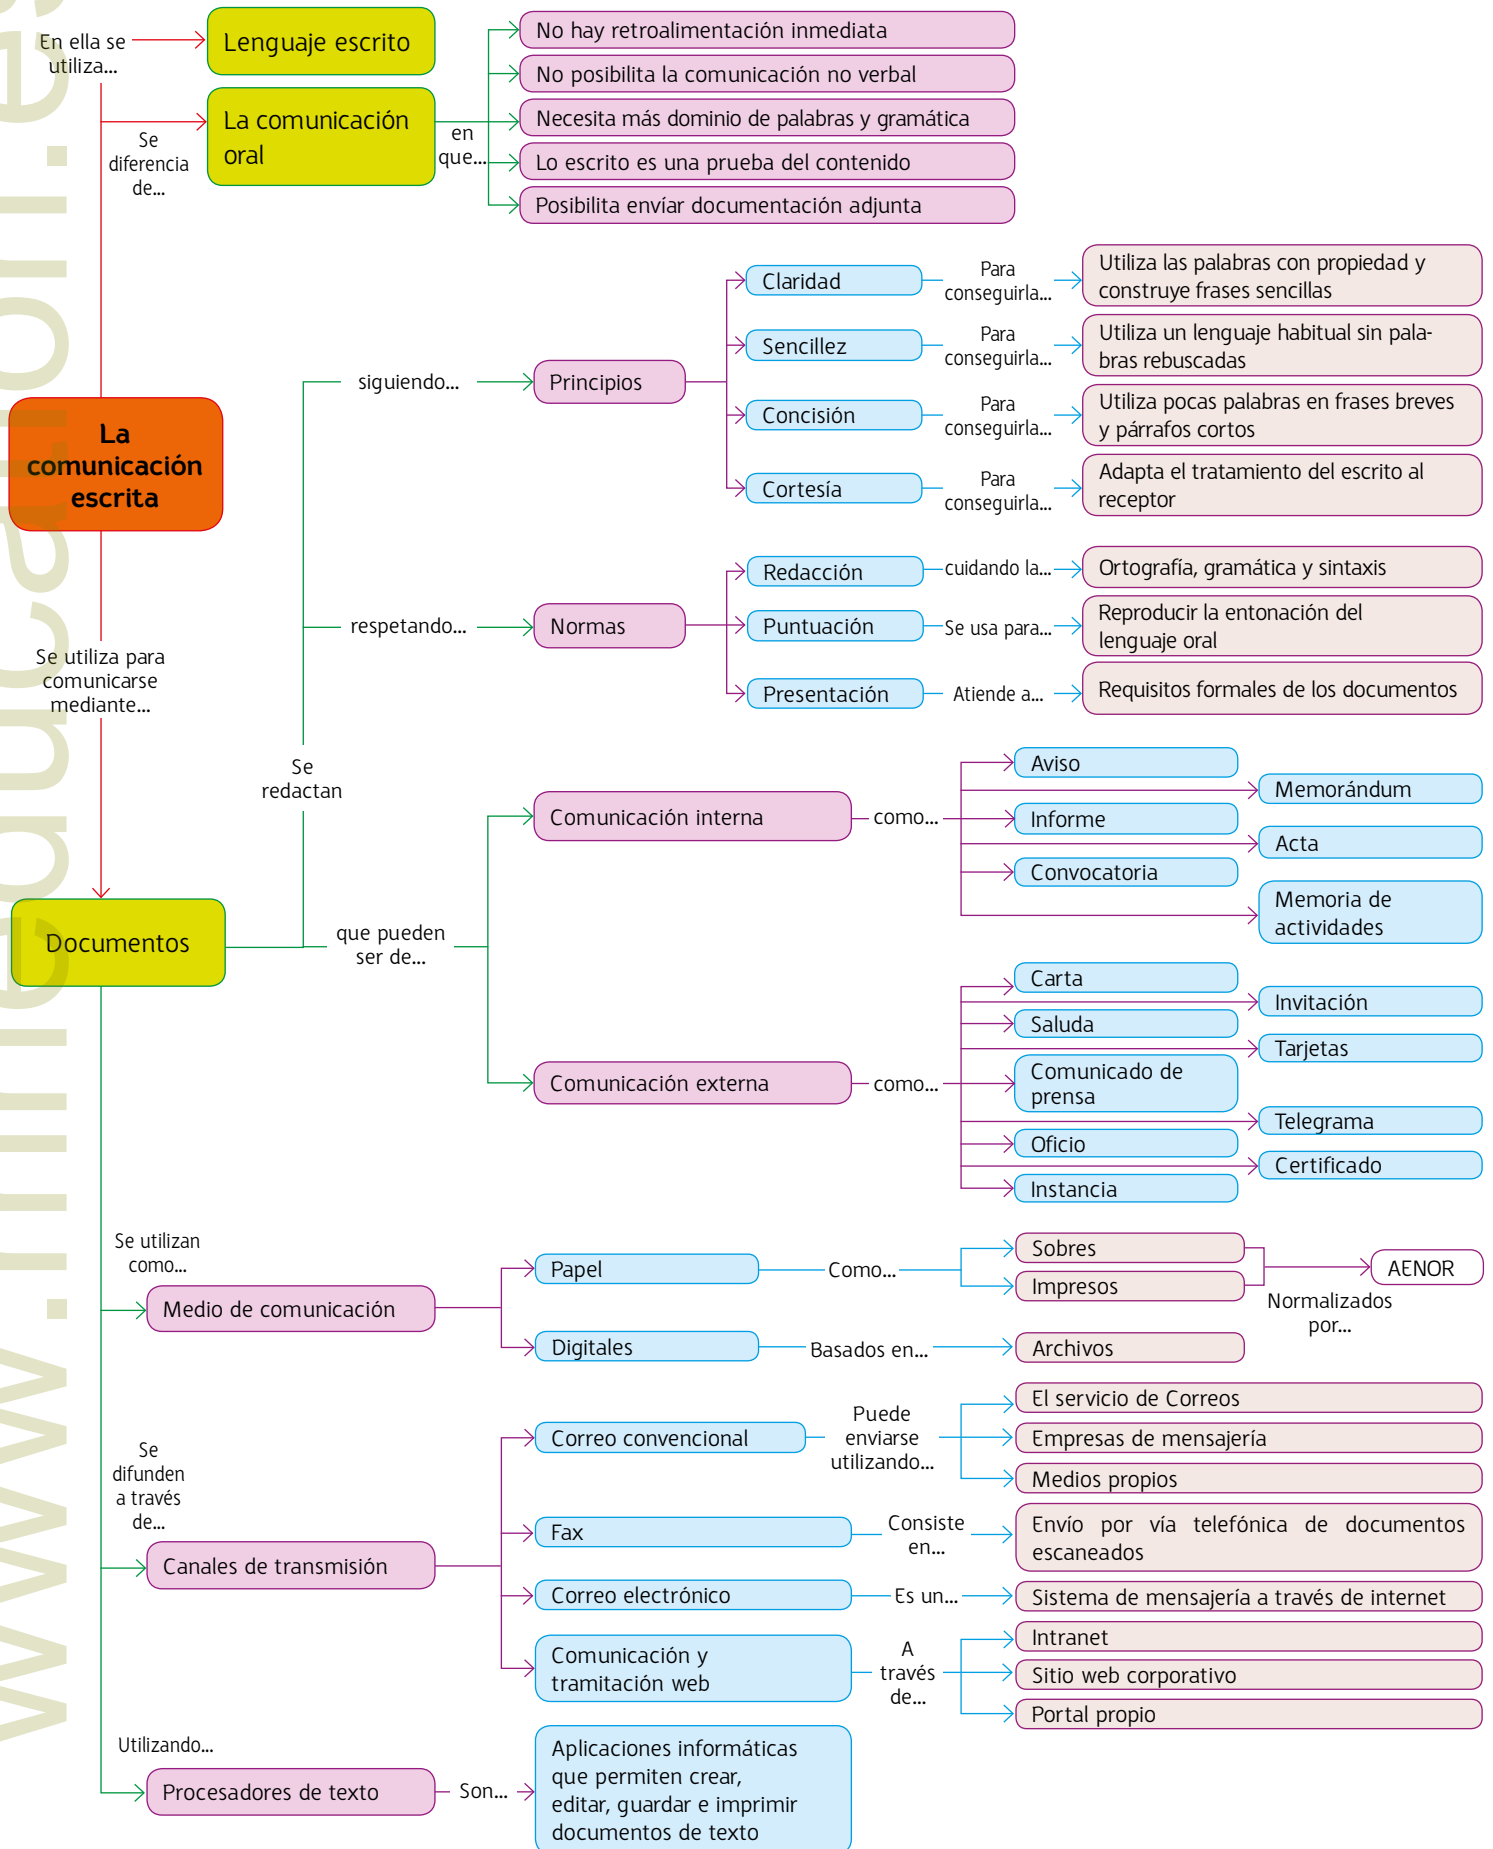 En ella se
utiliza...
Lenguaje escrito
Se
diferencia
de...
La comunicación
oral
en
que...
No hay retroalimentación inmediata
No posibilita la comunicación no verbal
Necesita más dominio de palabras y gramática
Lo escrito es una prueba del contenido
Posibilita envíar documentación adjunta
La
comunicación
escrita
Se utiliza para
comunicarse
mediante...
Documentos
Se
redactan
siguiendo...
Principios
Claridad
Para
conseguirla...
Utiliza las palabras con propiedad y
construye frases sencillas
Sencillez
Para
conseguirla...
Utiliza un lenguaje habitual sin pala-
bras rebuscadas
Concisión
Para
conseguirla...
Utiliza pocas palabras en frases breves
y párrafos cortos
Cortesía
Para
conseguirla...
Adapta el tratamiento del escrito al
receptor
respetando...
Normas
Redacción
cuidando la...
Ortografía, gramática y sintaxis
Puntuación
Se usa para...
Reproducir la entonación del
lenguaje oral
Presentación
Atiende a...
Requisitos formales de los documentos
que pueden
ser de...
Comunicación interna
como...
Aviso
Memorándum
Informe
Acta
Convocatoria
Memoria de
actividades
Comunicación externa
como...
Carta
Invitación
Saluda
Tarjetas
Comunicado de
prensa
Telegrama
Oficio
Certificado
Instancia
Se utilizan
como...
Medio de comunicación
Papel
Como...
Sobres
Impresos
Normalizados
por...
AENOR
Digitales
Basados en...
Archivos
Se
difunden
a través
de...
Canales de transmisión
Correo convencional
Puede
enviarse
utilizando...
El servicio de Correos
Empresas de mensajería
Medios propios
Fax
Consiste
en...
Envío por vía telefónica de documentos
escaneados
Correo electrónico
Es un...
Sistema de mensajería a través de internet
Comunicación y
tramitación web
A
través
de...
Intranet
Sitio web corporativo
Portal propio
Utilizando...
Procesadores de texto
Son...
Aplicaciones informáticas
que permiten crear,
editar, guardar e imprimir
documentos de texto